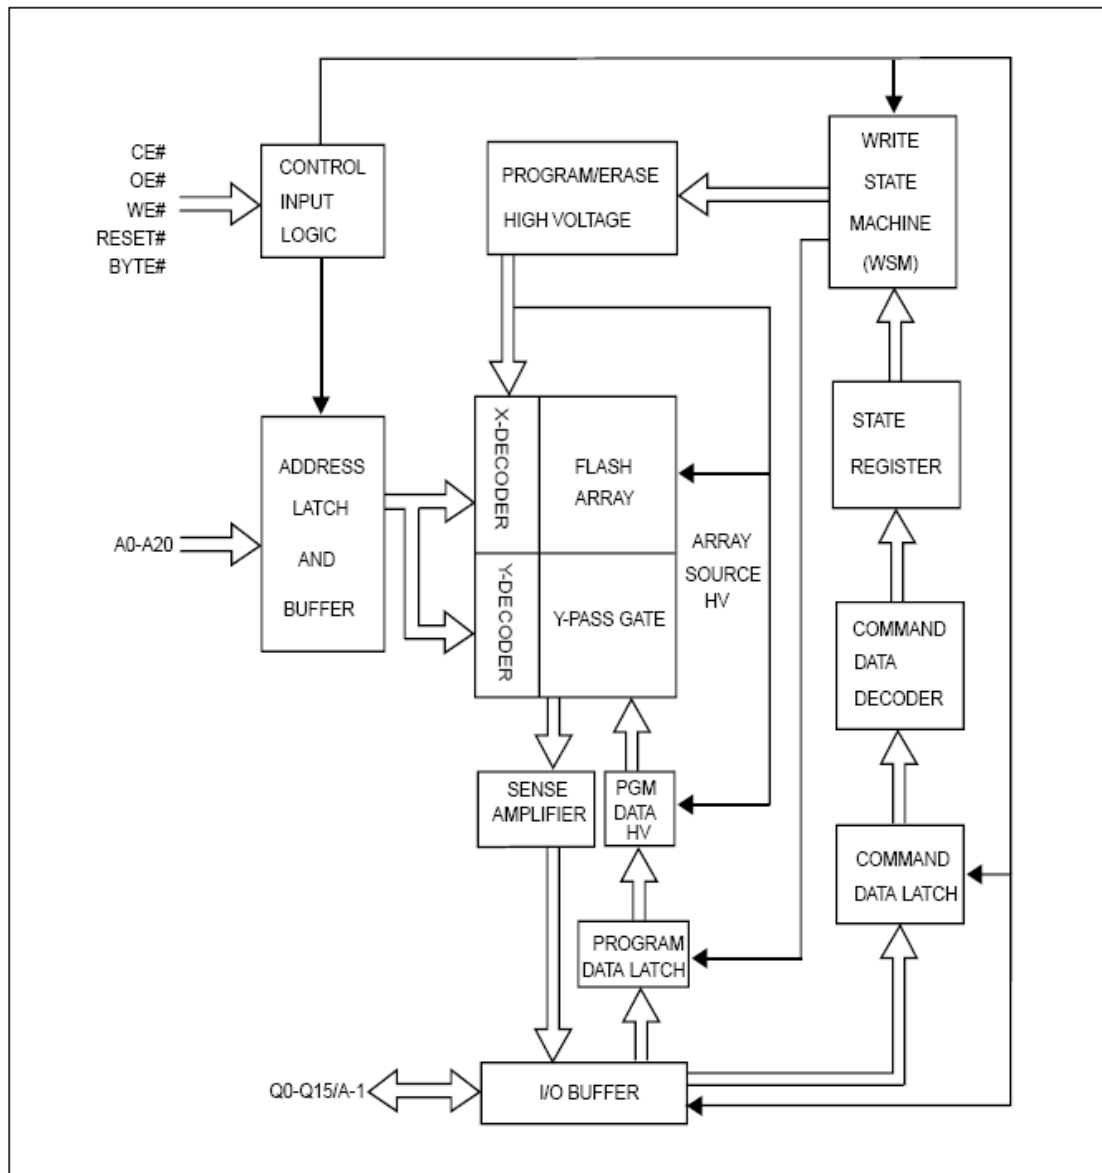 CE#
OE#
WE#
RESET#
BYTE#
CONTROL
INPUT
LOGIC
PROGRAM/ERASE
HIGH VOLTAGE
WRITE
STATE
MACHINE
(WSM)
STATE
REGISTER
A0-A20
ADDRESS
LATCH
AND
BUFFER
X-DECODER
FLASH
ARRAY
Y-DECODER
Y-PASS GATE
ARRAY
SOURCE
HV
COMMAND
DATA
DECODER
SENSE
AMPLIFIER
PGM
DATA
HV
COMMAND
DATA LATCH
PROGRAM
DATA LATCH
Q0-Q15/A-1
I/O BUFFER